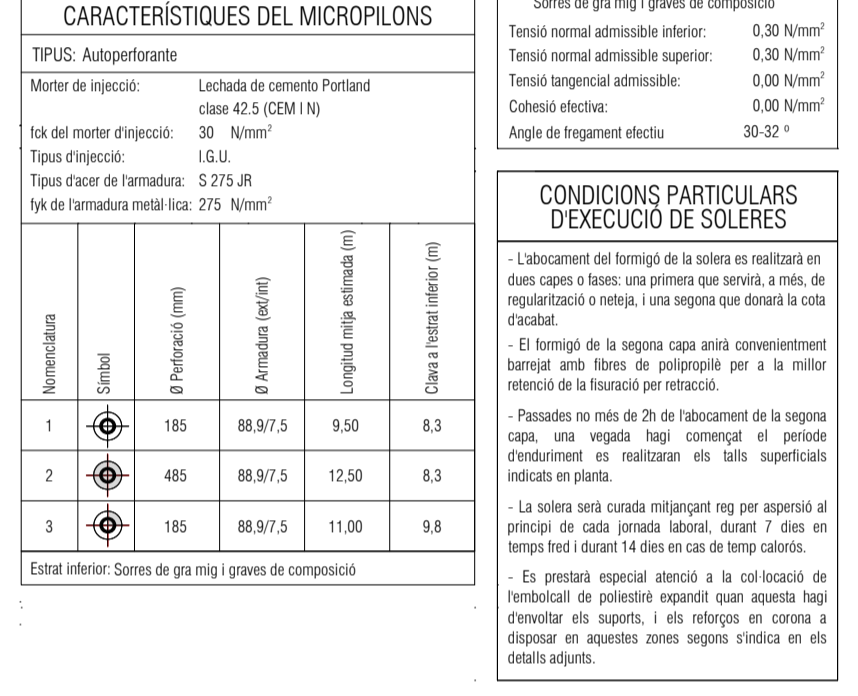 CARACTERÍSTIQUES DEL MICROPILONS
TIPUS: Autoperforante
Morter de injecció: Lechada de cemento Portland
clase 42.5 (CEM I N)
fck del morter d'injecció: 30 N/mm²
Tipus d'injecció: I.G.U.
Tipus d'acer de l'armadura: S 275 JR
fyk de l'armadura metàl·lica: 275 N/mm²
Nomenclatura
Símbol
Ø Perforació (mm)
Ø Armadura (ext/int)
Longitud mitja estimada (m)
Clava a l'estrat inferior (m)
1 185 88,9/7,5 9,50 8,3
2 485 88,9/7,5 12,50 8,3
3 185 88,9/7,5 11,00 9,8
Estrat inferior: Sorres de gra mig i graves de composició
Sorres de gra mig i graves de composició
Tensió normal admissible inferior: 0,30 N/mm²
Tensió normal admissible superior: 0,30 N/mm²
Tensió tangencial admissible: 0,00 N/mm²
Cohesió efectiva: 0,00 N/mm²
Angle de fregament efectiu 30-32 º
CONDICIONS PARTICULARS
D'EXECUCIÓ DE SOLERES
- L'abocament del formigó de la solera es realitzarà en
dues capes o fases: una primera que servirà, a més, de
regularització o neteja, i una segona que donarà la cota
d'acabat.
- El formigó de la segona capa anirà convenientment
barrejat amb fibres de polipropilè per a la millor
retenció de la fisuració per retracció.
- Passades no més de 2h de l'abocament de la segona
capa, una vegada hagi començat el període
d'enduriment es realitzaran els talls superficials
indicats en planta.
- La solera serà curada mitjançant reg per aspersió al
principi de cada jornada laboral, durant 7 dies en
temps fred i durant 14 dies en cas de temp calorós.
- Es prestarà especial atenció a la col·locació de
l'embolcall de poliestirè expandit quan aquesta hagi
d'envoltar els suports, i els reforços en corona a
disposar en aquestes zones segons s'indica en els
detalls adjunts.